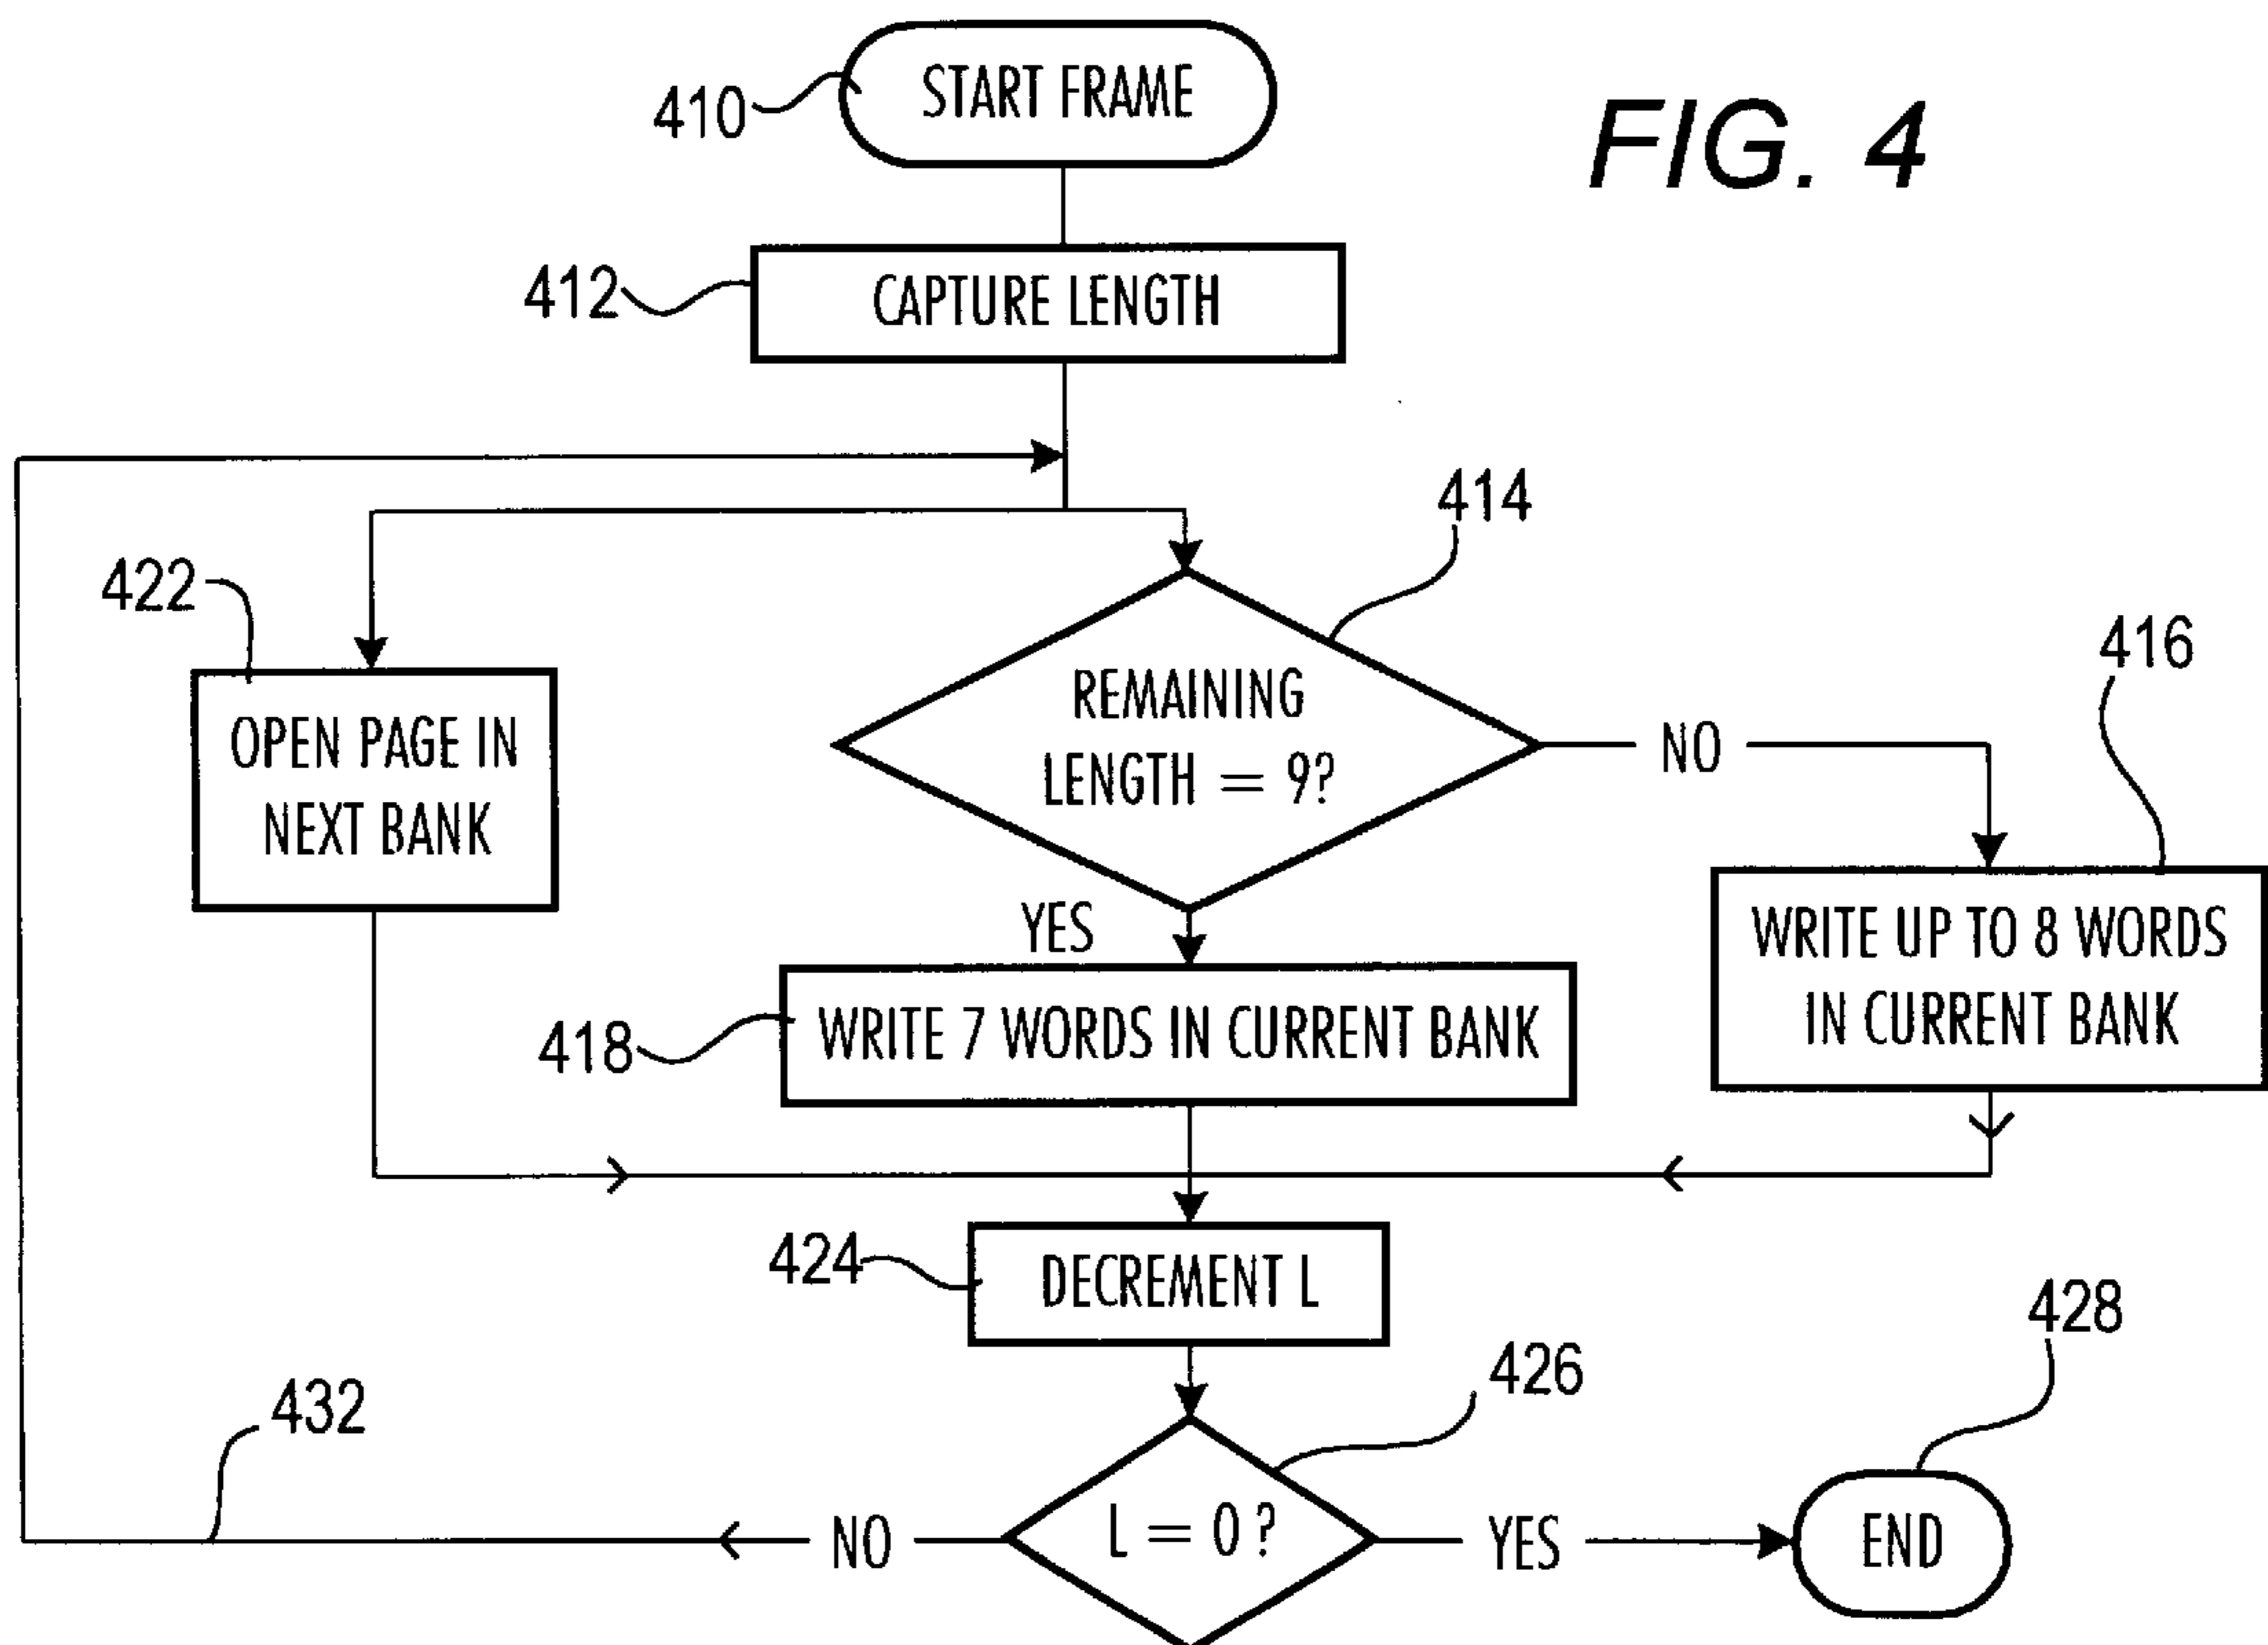 410
START FRAME
FIG. 4
412
CAPTURE LENGTH
414
422
OPEN PAGE IN
NEXT BANK
REMAINING
LENGTH = 9?
NO
416
WRITE UP TO 8 WORDS
IN CURRENT BANK
YES
418
WRITE 7 WORDS IN CURRENT BANK
424
DECREMENT L
426
428
432
NO
L = 0 ?
YES
END